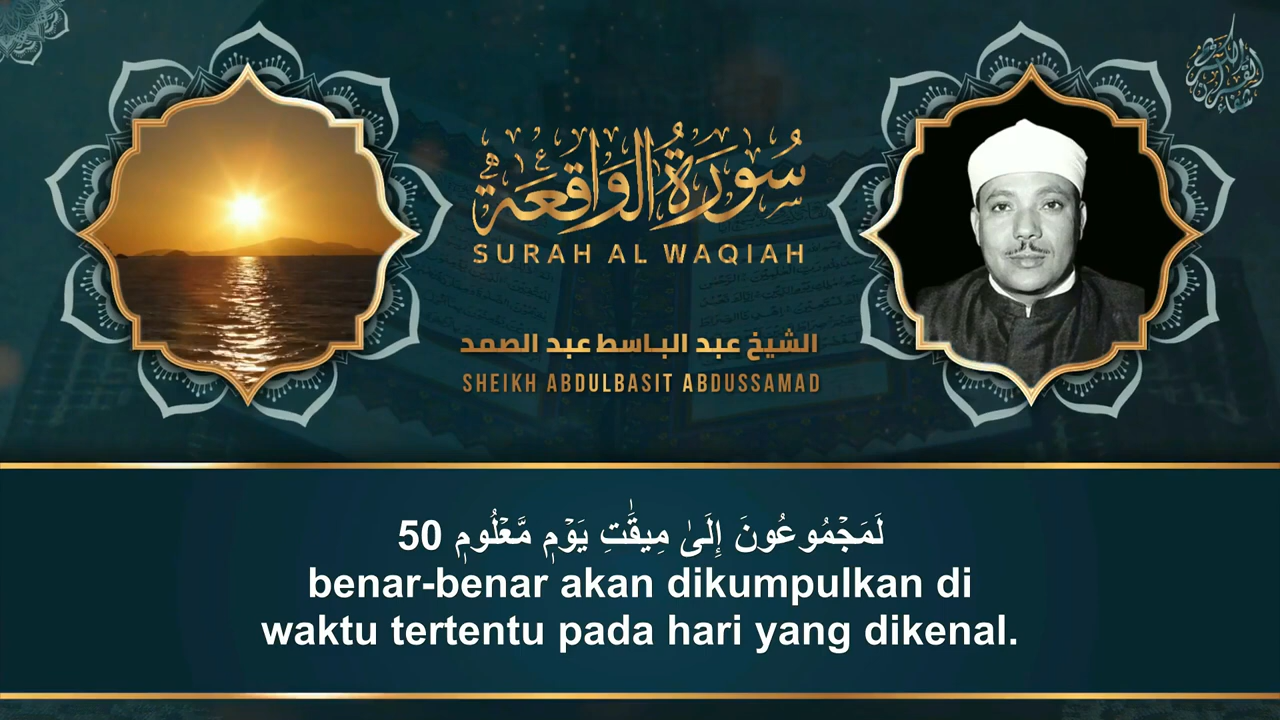 سُورَةُ الْوَاقِعَة
SURAH AL WAQIAH
الشيخ عبد الباسط عبد الصمد
SHEIKH ABDULBASIT ABDUSSAMAD
لَمَجۡمُوعُونَ إِلَىٰ مِيقَٰتِ يَوۡمٖ مَّعۡلُومٖ 50
benar-benar akan dikumpulkan di
waktu tertentu pada hari yang dikenal.